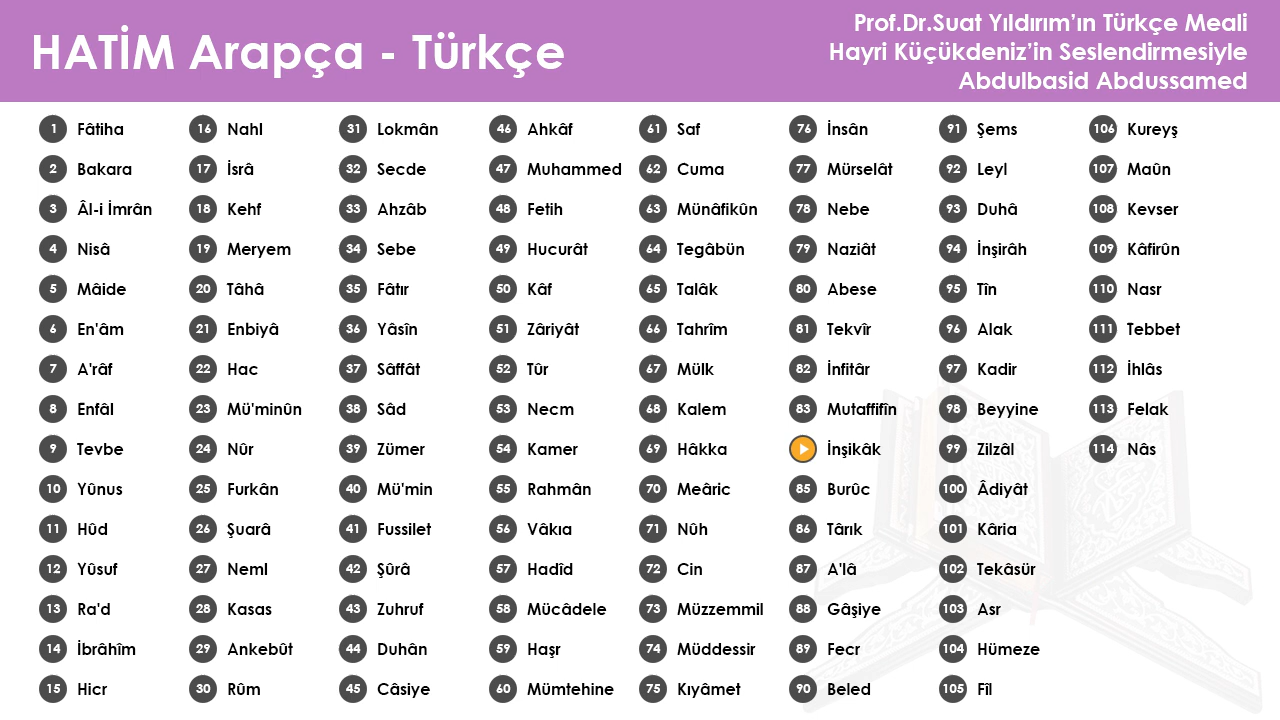 HATİM Arapça - Türkçe
Prof.Dr.Suat Yıldırım’ın Türkçe Meali
Hayri Küçükdeniz’in Seslendirmesiyle
Abdulbasid Abdussamed
1 Fâtiha
2 Bakara
3 Âl-i İmrân
4 Nisâ
5 Mâide
6 En'âm
7 A'râf
8 Enfâl
9 Tevbe
10 Yûnus
11 Hûd
12 Yûsuf
13 Ra'd
14 İbrâhîm
15 Hicr
16 Nahl
17 İsrâ
18 Kehf
19 Meryem
20 Tâhâ
21 Enbiyâ
22 Hac
23 Mü'minûn
24 Nûr
25 Furkân
26 Şuarâ
27 Neml
28 Kasas
29 Ankebût
30 Rûm
31 Lokmân
32 Secde
33 Ahzâb
34 Sebe
35 Fâtır
36 Yâsîn
37 Sâffât
38 Sâd
39 Zümer
40 Mü'min
41 Fussilet
42 Şûrâ
43 Zuhruf
44 Duhân
45 Câsiye
46 Ahkâf
47 Muhammed
48 Fetih
49 Hucurât
50 Kâf
51 Zâriyât
52 Tûr
53 Necm
54 Kamer
55 Rahmân
56 Vâkıa
57 Hadîd
58 Mücâdele
59 Haşr
60 Mümtehine
61 Saf
62 Cuma
63 Münâfikûn
64 Tegâbün
65 Talâk
66 Tahrîm
67 Mülk
68 Kalem
69 Hâkka
70 Meâric
71 Nûh
72 Cin
73 Müzzemmil
74 Müddessir
75 Kıyâmet
76 İnsân
77 Mürselât
78 Nebe
79 Naziât
80 Abese
81 Tekvîr
82 İnfitâr
83 Mutaffifîn
İnşikâk
85 Burûc
86 Târık
87 A'lâ
88 Gâşiye
89 Fecr
90 Beled
91 Şems
92 Leyl
93 Duhâ
94 İnşirâh
95 Tîn
96 Alak
97 Kadir
98 Beyyine
99 Zilzâl
100 Âdiyât
101 Kâria
102 Tekâsür
103 Asr
104 Hümeze
105 Fîl
106 Kureyş
107 Maûn
108 Kevser
109 Kâfirûn
110 Nasr
111 Tebbet
112 İhlâs
113 Felak
114 Nâs